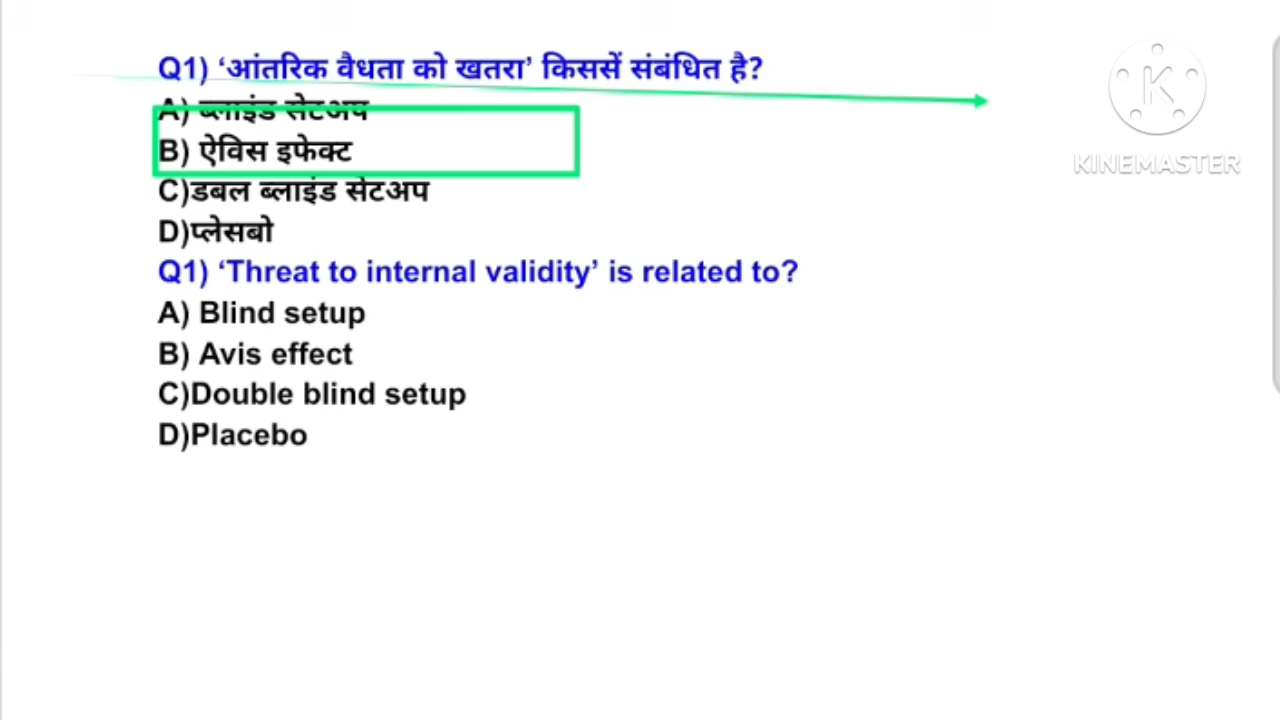 Q1) ‘आंतरिक वैधता को खतरा’ किससें संबंधित है?
A) ब्लाइंड सेटअप
B) ऐविस इफेक्ट
C)डबल ब्लाइंड सेटअप
D)प्लेसबो
Q1) ‘Threat to internal validity’ is related to?
A) Blind setup
B) Avis effect
C)Double blind setup
D)Placebo
K
KINEMASTER